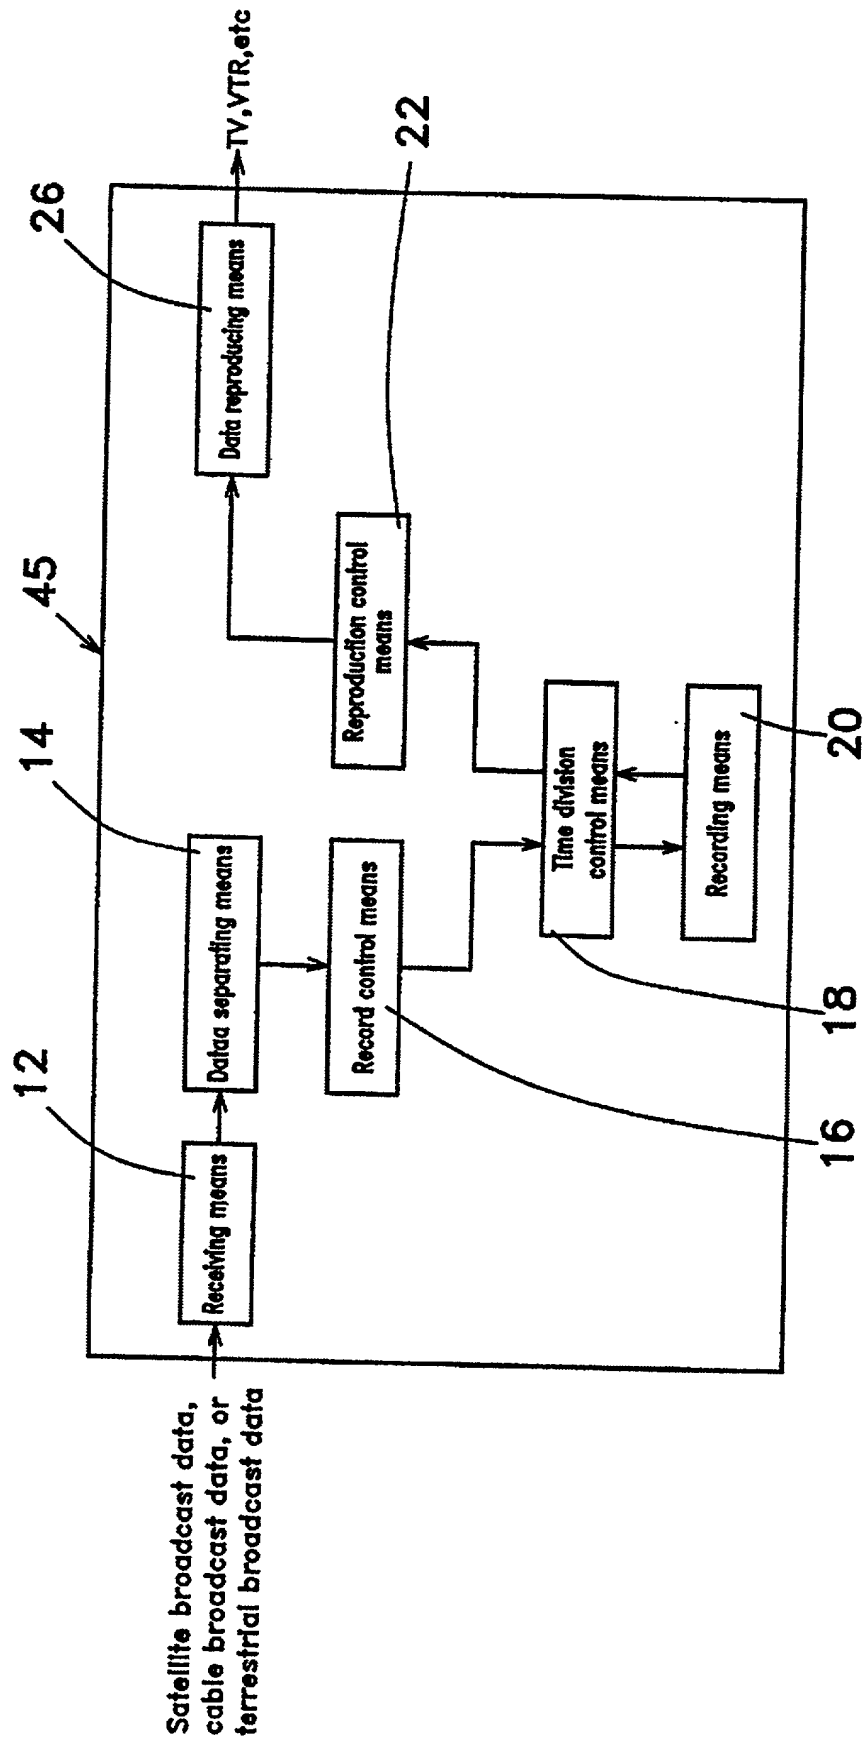 Satellite broadcast data,
cable broadcast data, or
terrestrial broadcast data
12
Receiving means
14
Dataa separating means
16
Record control means
18
Time division
control means
20
Recording means
45
22
Reproduction control
means
26
Data reproducing means
TV,VTR,etc